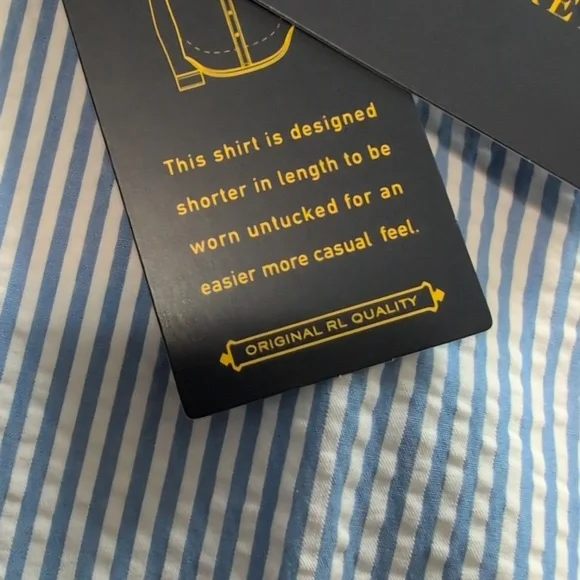 This shirt is designed
shorter in length to be
worn untucked for an
easier more casual feel.
ORIGINAL RL QUALITY